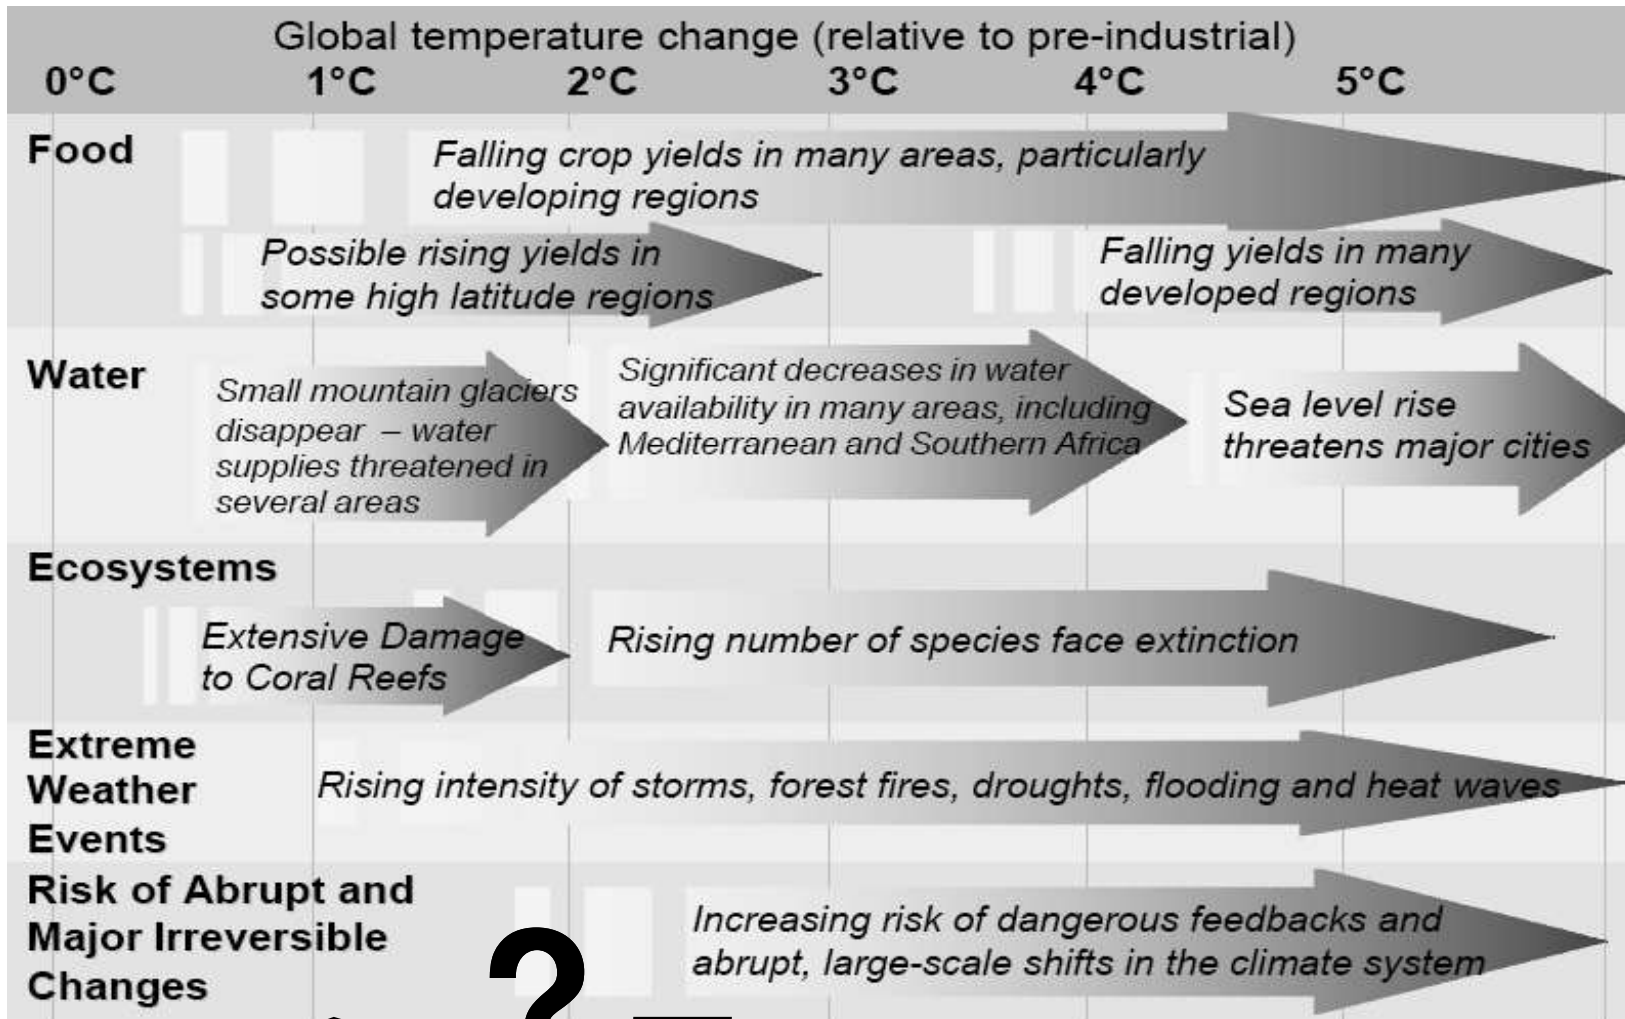 Global temperature change (relative to pre-industrial)
0°C 1°C 2°C 3°C 4°C 5°C
Food
Falling crop yields in many areas, particularly
developing regions
Possible rising yields in
some high latitude regions
Falling yields in many
developed regions
Water
Small mountain glaciers
disappear – water
supplies threatened in
several areas
Significant decreases in water
availability in many areas, including
Mediterranean and Southern Africa
Sea level rise
threatens major cities
Ecosystems
Extensive Damage
to Coral Reefs
Rising number of species face extinction
Extreme
Weather
Events
Rising intensity of storms, forest fires, droughts, flooding and heat waves
Risk of Abrupt and
Major Irreversible
Changes
Increasing risk of dangerous feedbacks and
abrupt, large-scale shifts in the climate system
?